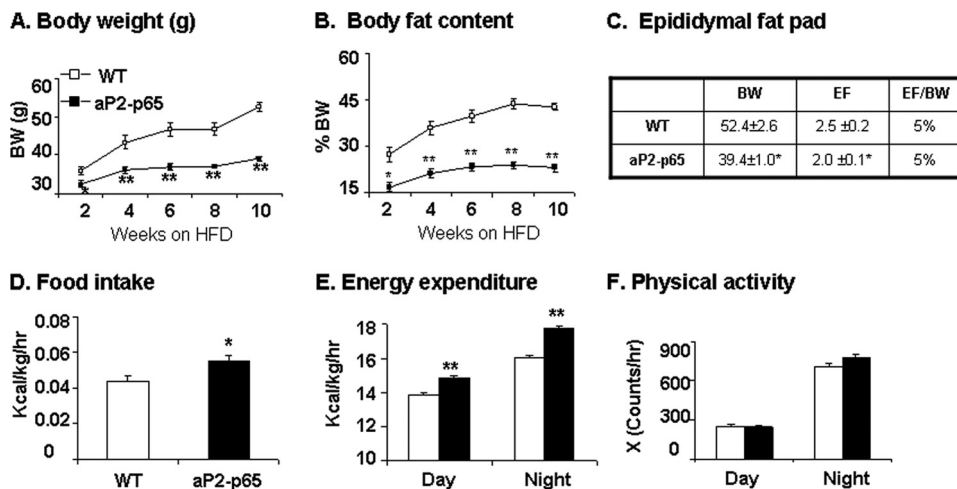 A. Body weight (g)
BW (g)
60
50
40
30
WT
aP2-p65
*
**
**
**
**
2 4 6 8 10
Weeks on HFD
B. Body fat content
% BW
60
45
30
15
*
**
**
**
**
2 4 6 8 10
Weeks on HFD
C. Epididymal fat pad
BW EF EF/BW
WT 52.4±2.6 2.5 ±0.2 5%
aP2-p65 39.4±1.0* 2.0 ±0.1* 5%
D. Food intake
Kcal/kg/hr
0.08
0.06
0.04
0.02
0
*
WT aP2-p65
E. Energy expenditure
Kcal/kg/hr
18
16
14
12
10
**
**
Day Night
F. Physical activity
X (Counts/hr)
900
600
300
0
Day Night